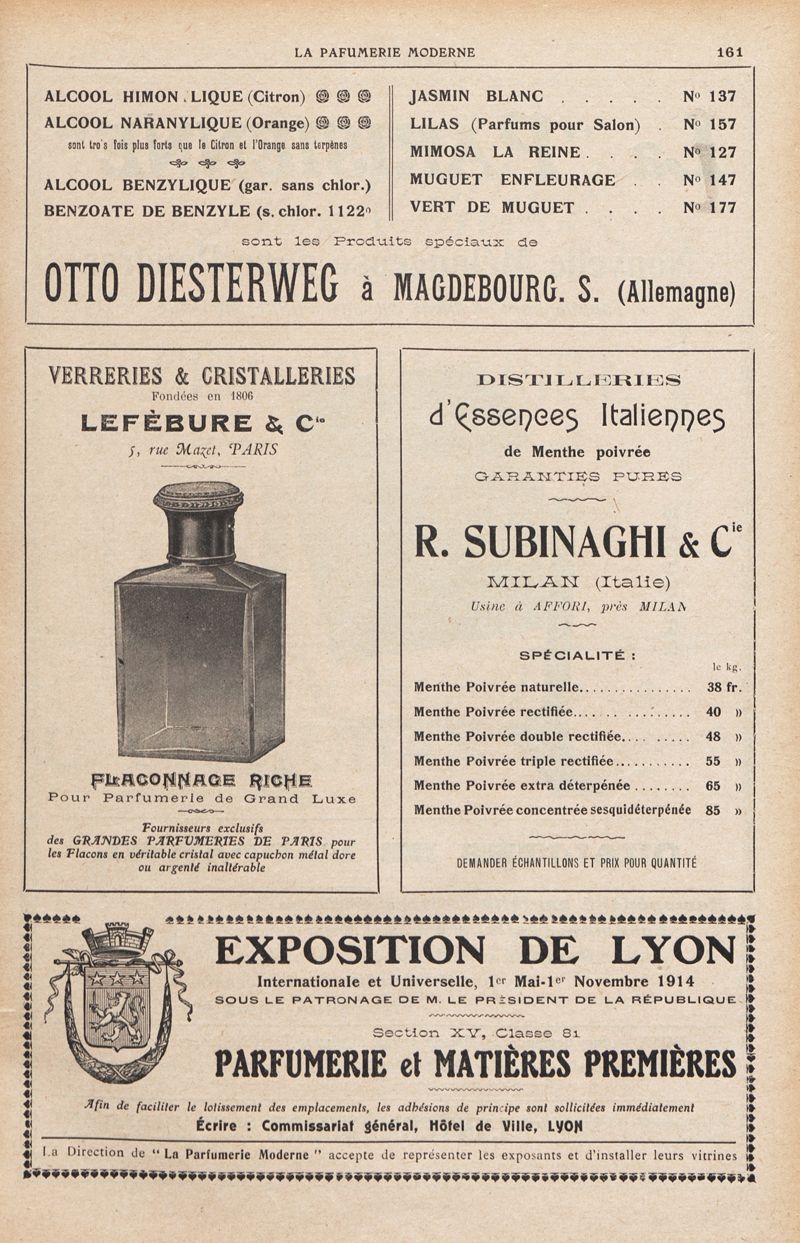 LA PAFUMERIE MODERNE 161
ALCOOL HIMON.LIQUE (Citron)
ALCOOL NARANYLIQUE (Orange)
sont tro's fois plus forts que le Citron et l'Orange sans terpènes
ALCOOL BENZYLIQUE (gar. sans chlor.)
BENZOATE DE BENZYLE (s. chlor. 1122º
JASMIN BLANC . . . . . Nº 137
LILAS (Parfums pour Salon) . Nº 157
MIMOSA LA REINE . . . . Nº 127
MUGUET ENFLEURAGE . . Nº 147
VERT DE MUGUET . . . . Nº 177
sont les Produits spéciaux de
OTTO DIESTERWEG à MAGDEBOURG. S. (Allemagne)
VERRERIES & CRISTALLERIES
Fondées en 1806
LEFÈBURE & Cie
5, rue Mazet, PARIS
FLACONNAGE RICHE
Pour Parfumerie de Grand Luxe
Fournisseurs exclusifs
des GRANDES PARFUMERIES DE PARIS pour
les Flacons en véritable cristal avec capuchon métal dore
ou argenté inaltérable
DISTILLERIES
d'Essences Italiennes
de Menthe poivrée
GARANTIES PURES
R. SUBINAGHI & Cie
MILAN (Italie)
Usine à AFFORI, près MILAN
SPÉCIALITÉ :
le kg.
Menthe Poivrée naturelle................ 38 fr.
Menthe Poivrée rectifiée................ 40 »
Menthe Poivrée double rectifiée.......... 48 »
Menthe Poivrée triple rectifiée........... 55 »
Menthe Poivrée extra déterpénée ........ 65 »
Menthe Poivrée concentrée sesquidéterpénée 85 »
DEMANDER ÉCHANTILLONS ET PRIX POUR QUANTITÉ
EXPOSITION DE LYON
Internationale et Universelle, 1er Mai-1er Novembre 1914
SOUS LE PATRONAGE DE M. LE PRÉSIDENT DE LA RÉPUBLIQUE
Section XV, Classe 81
PARFUMERIE et MATIÈRES PREMIÈRES
Afin de faciliter le lotissement des emplacements, les adhésions de principe sont sollicitées immédiatement
Écrire : Commissariat général, Hôtel de Ville, LYON
La Direction de "La Parfumerie Moderne" accepte de représenter les exposants et d'installer leurs vitrines